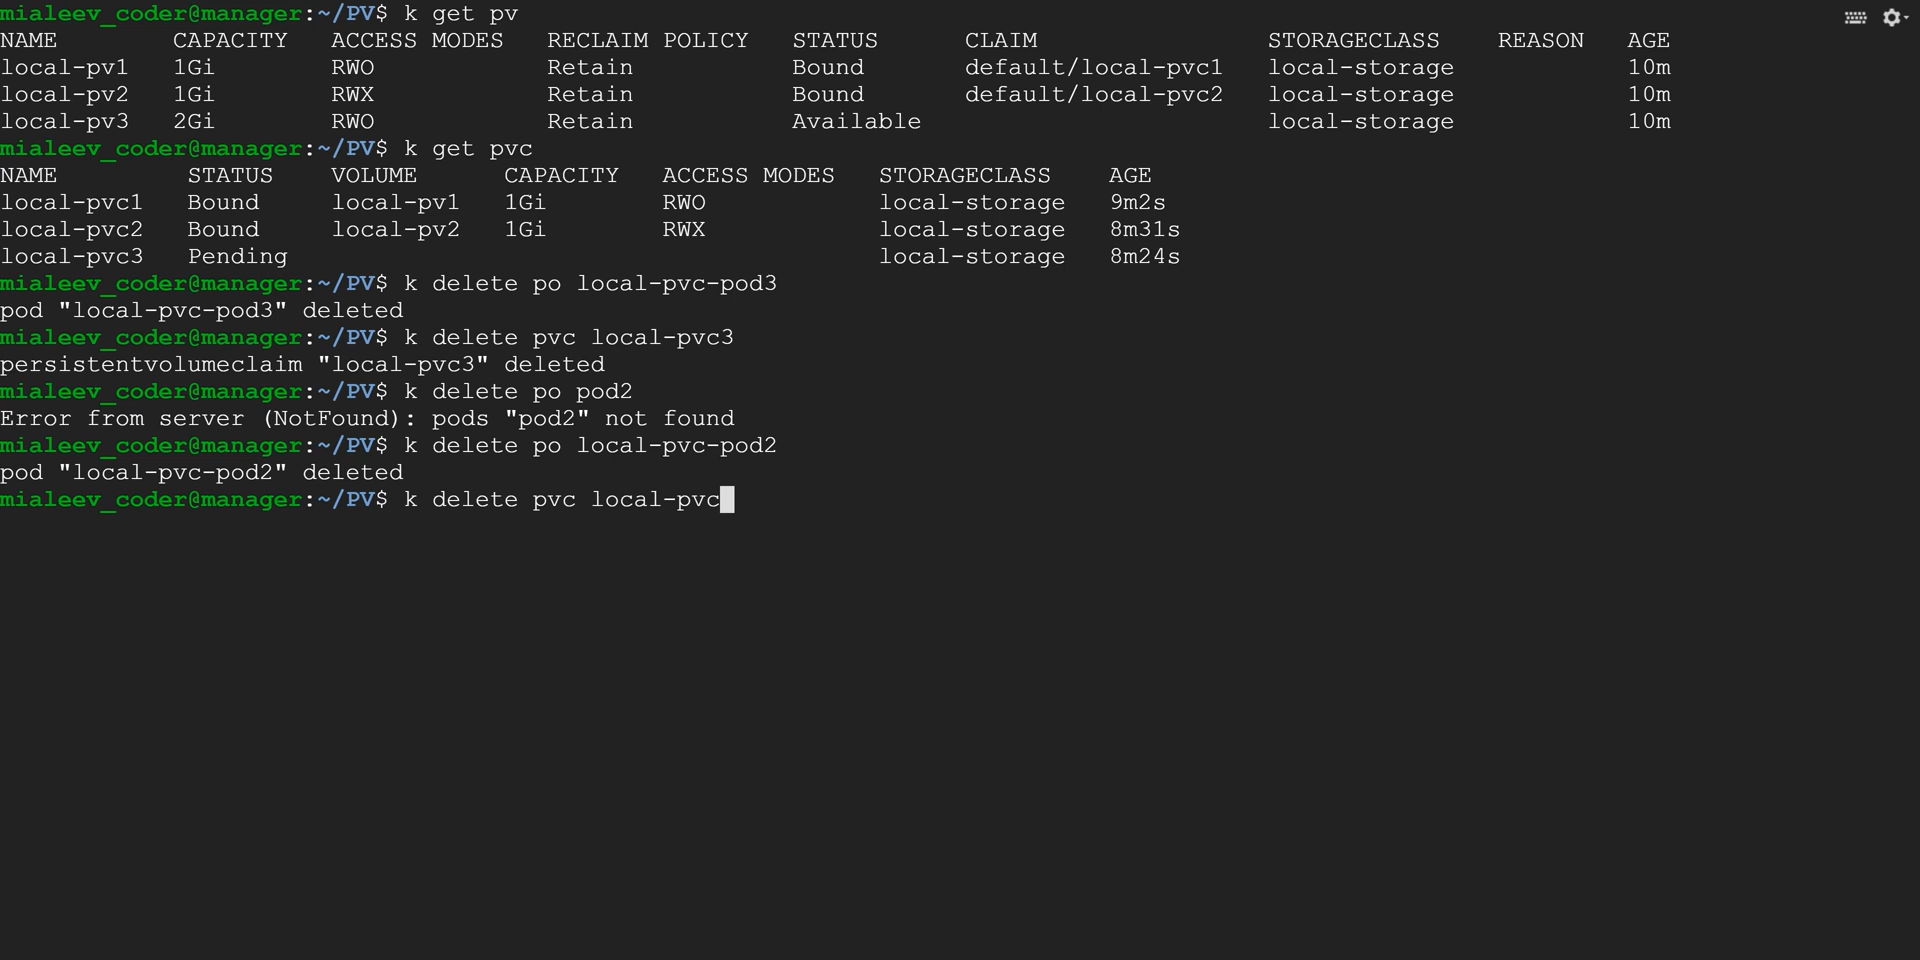 mialeev_coder@manager:~/PV$ k get pv
NAME        CAPACITY   ACCESS MODES   RECLAIM POLICY   STATUS      CLAIM                STORAGECLASS    REASON   AGE
local-pv1   1Gi        RWO            Retain           Bound       default/local-pvc1   local-storage            10m
local-pv2   1Gi        RWX            Retain           Bound       default/local-pvc2   local-storage            10m
local-pv3   2Gi        RWO            Retain           Available                        local-storage            10m
mialeev_coder@manager:~/PV$ k get pvc
NAME         STATUS    VOLUME      CAPACITY   ACCESS MODES   STORAGECLASS    AGE
local-pvc1   Bound     local-pv1   1Gi        RWO            local-storage   9m2s
local-pvc2   Bound     local-pv2   1Gi        RWX            local-storage   8m31s
local-pvc3   Pending                                         local-storage   8m24s
mialeev_coder@manager:~/PV$ k delete po local-pvc-pod3
pod "local-pvc-pod3" deleted
mialeev_coder@manager:~/PV$ k delete pvc local-pvc3
persistentvolumeclaim "local-pvc3" deleted
mialeev_coder@manager:~/PV$ k delete po pod2
Error from server (NotFound): pods "pod2" not found
mialeev_coder@manager:~/PV$ k delete po local-pvc-pod2
pod "local-pvc-pod2" deleted
mialeev_coder@manager:~/PV$ k delete pvc local-pvc